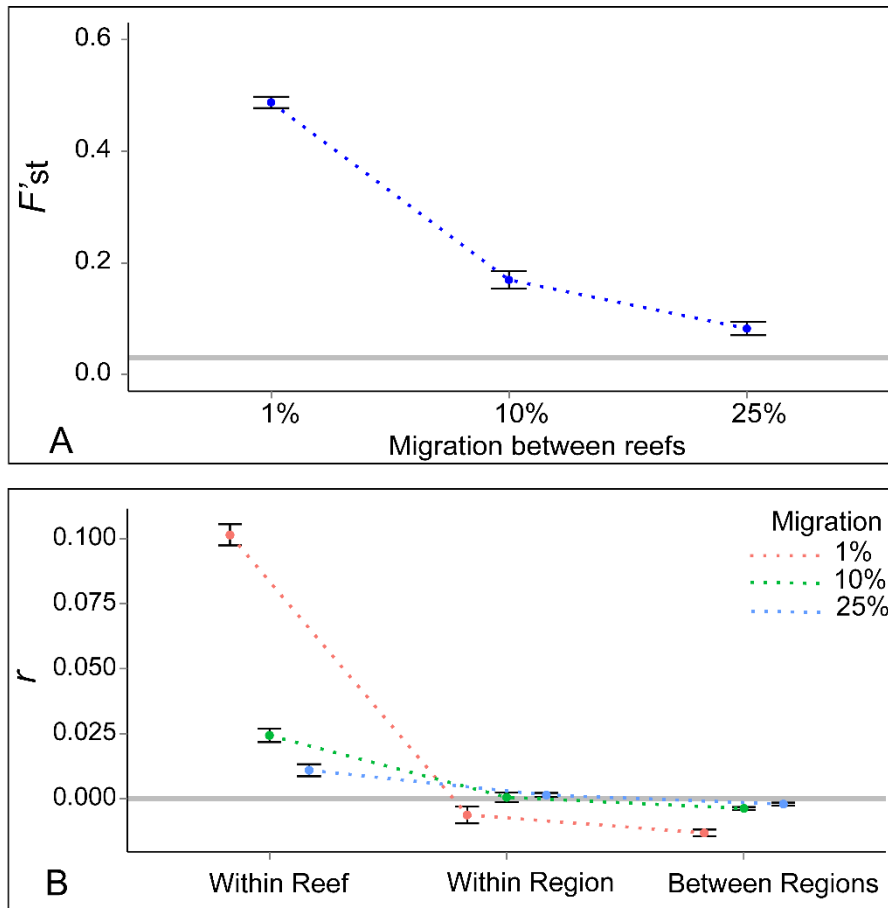 0.6
0.4
0.2
0.0
F'st
1% 10% 25%
A
Migration between reefs
0.100
0.075
0.050
0.025
0.000
r
Migration
1%
10%
25%
B
Within Reef Within Region Between Regions